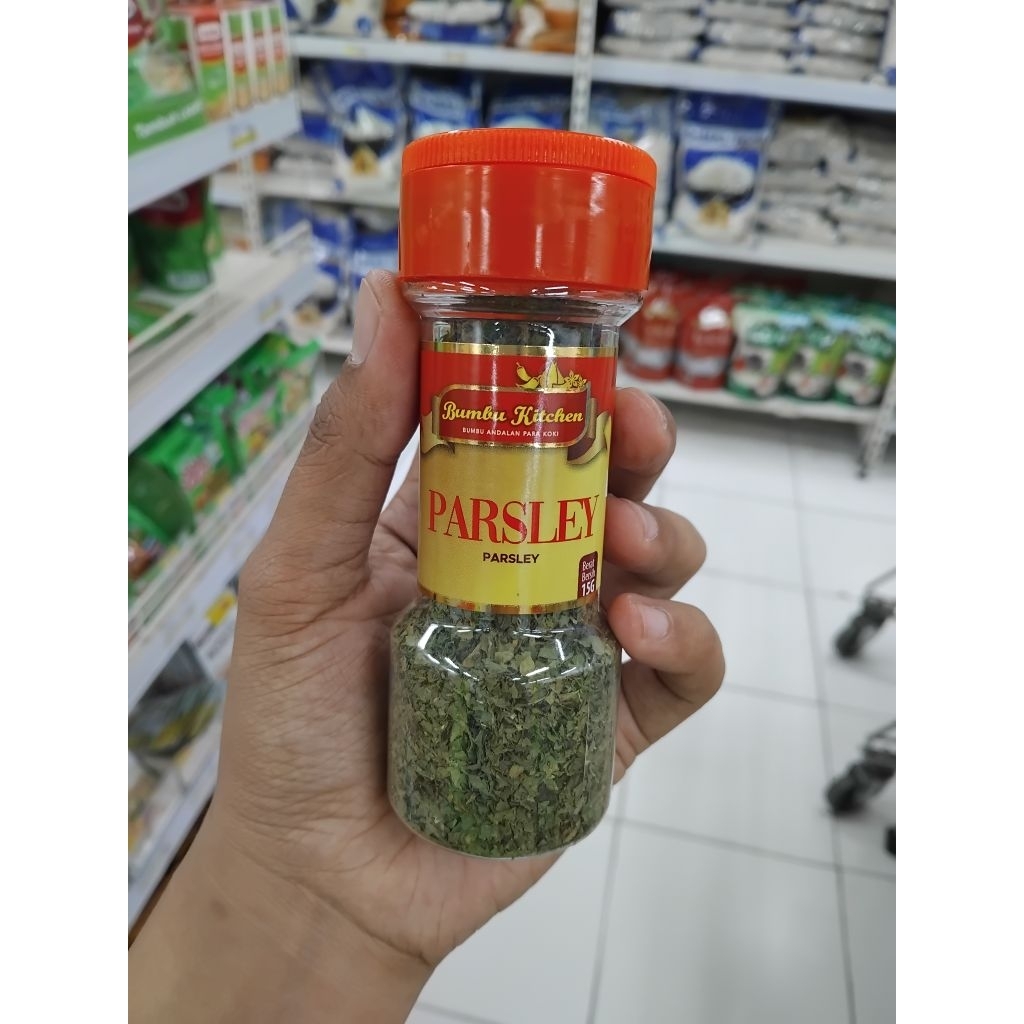 Bumbu Kitchen
BUMBU ANDALAN PARA KOKI
PARSLEY
PARSLEY
Berat
Bersih
15G